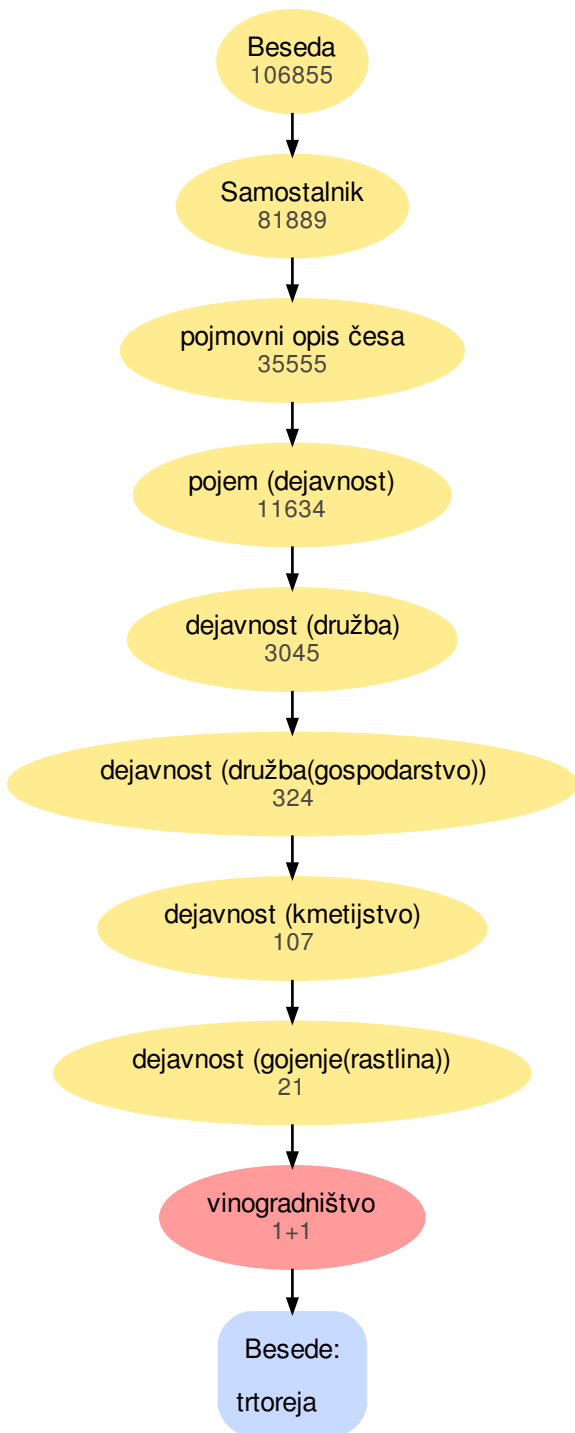 Beseda
106855
Samostalnik
81889
pojmovni opis česa
35555
pojem (dejavnost)
11634
dejavnost (družba)
3045
dejavnost (družba(gospodarstvo))
324
dejavnost (kmetijstvo)
107
dejavnost (gojenje(rastlina))
21
vinogradništvo
1+1
Besede:
trtoreja